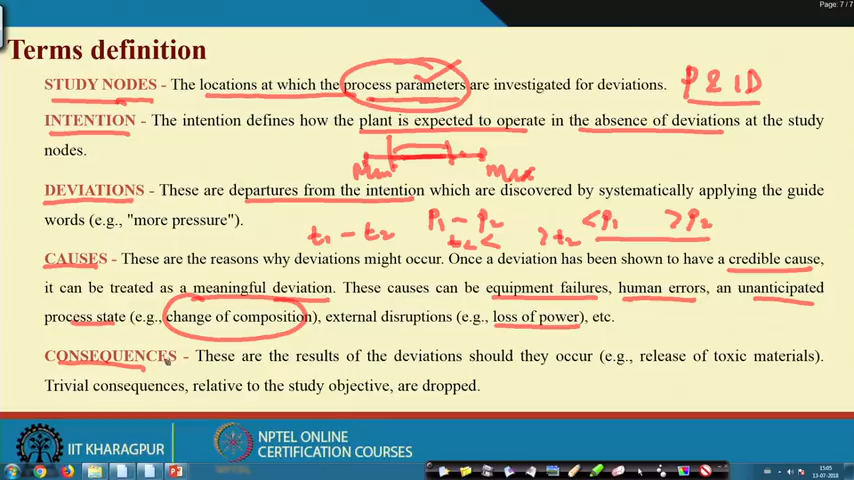 Page: 7 / 7
Terms definition
STUDY NODES - The locations at which the process parameters are investigated for deviations. P & ID
INTENTION - The intention defines how the plant is expected to operate in the absence of deviations at the study
nodes.
Min Max
DEVIATIONS - These are departures from the intention which are discovered by systematically applying the guide
words (e.g., "more pressure"). P1 - P2 <P1 >P2
t1 - t2 t2< >t2
CAUSES - These are the reasons why deviations might occur. Once a deviation has been shown to have a credible cause,
it can be treated as a meaningful deviation. These causes can be equipment failures, human errors, an unanticipated
process state (e.g., change of composition), external disruptions (e.g., loss of power), etc.
CONSEQUENCES - These are the results of the deviations should they occur (e.g., release of toxic materials).
Trivial consequences, relative to the study objective, are dropped.
IIT KHARAGPUR
NPTEL ONLINE
CERTIFICATION COURSES
15:05
13-07-2018